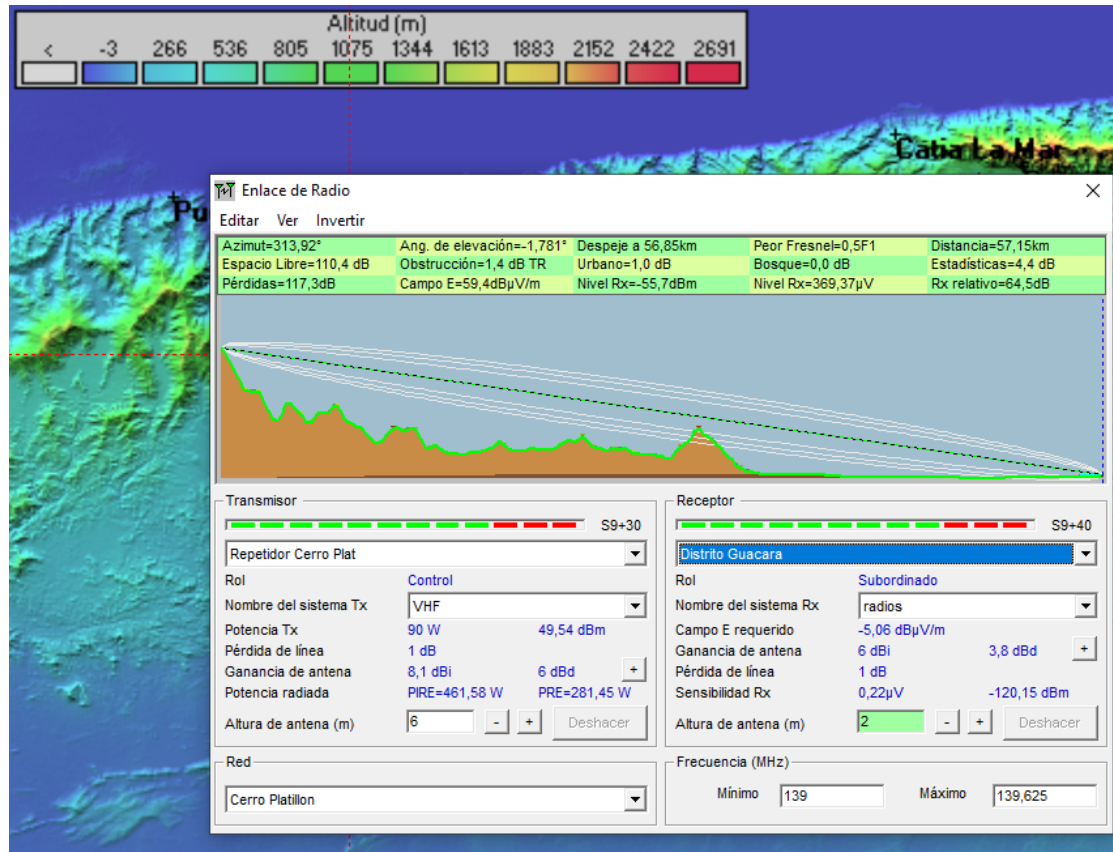 Altitud (m)
< -3 266 536 805 1075 1344 1613 1883 2152 2422 2691
Catia La Mar
Pu
Enlace de Radio
Editar Ver Invertir
Azimut=313,92° Ang. de elevación=-1,781° Despeje a 56,85km Peor Fresnel=0,5F1 Distancia=57,15km
Espacio Libre=110,4 dB Obstrucción=1,4 dB TR Urbano=1,0 dB Bosque=0,0 dB Estadísticas=4,4 dB
Pérdidas=117,3dB Campo E=59,4dBµV/m Nivel Rx=-55,7dBm Nivel Rx=369,37µV Rx relativo=64,5dB
Transmisor
S9+30
Repetidor Cerro Plat
Rol Control
Nombre del sistema Tx VHF
Potencia Tx 90 W 49,54 dBm
Pérdida de línea 1 dB
Ganancia de antena 8,1 dBi 6 dBd +
Potencia radiada PIRE=461,58 W PRE=281,45 W
Altura de antena (m) 6 - + Deshacer
Receptor
S9+40
Distrito Guacara
Rol Subordinado
Nombre del sistema Rx radios
Campo E requerido -5,06 dBµV/m
Ganancia de antena 6 dBi 3,8 dBd +
Pérdida de línea 1 dB
Sensibilidad Rx 0,22µV -120,15 dBm
Altura de antena (m) 2 - + Deshacer
Red
Cerro Platillon
Frecuencia (MHz)
Mínimo 139 Máximo 139,625